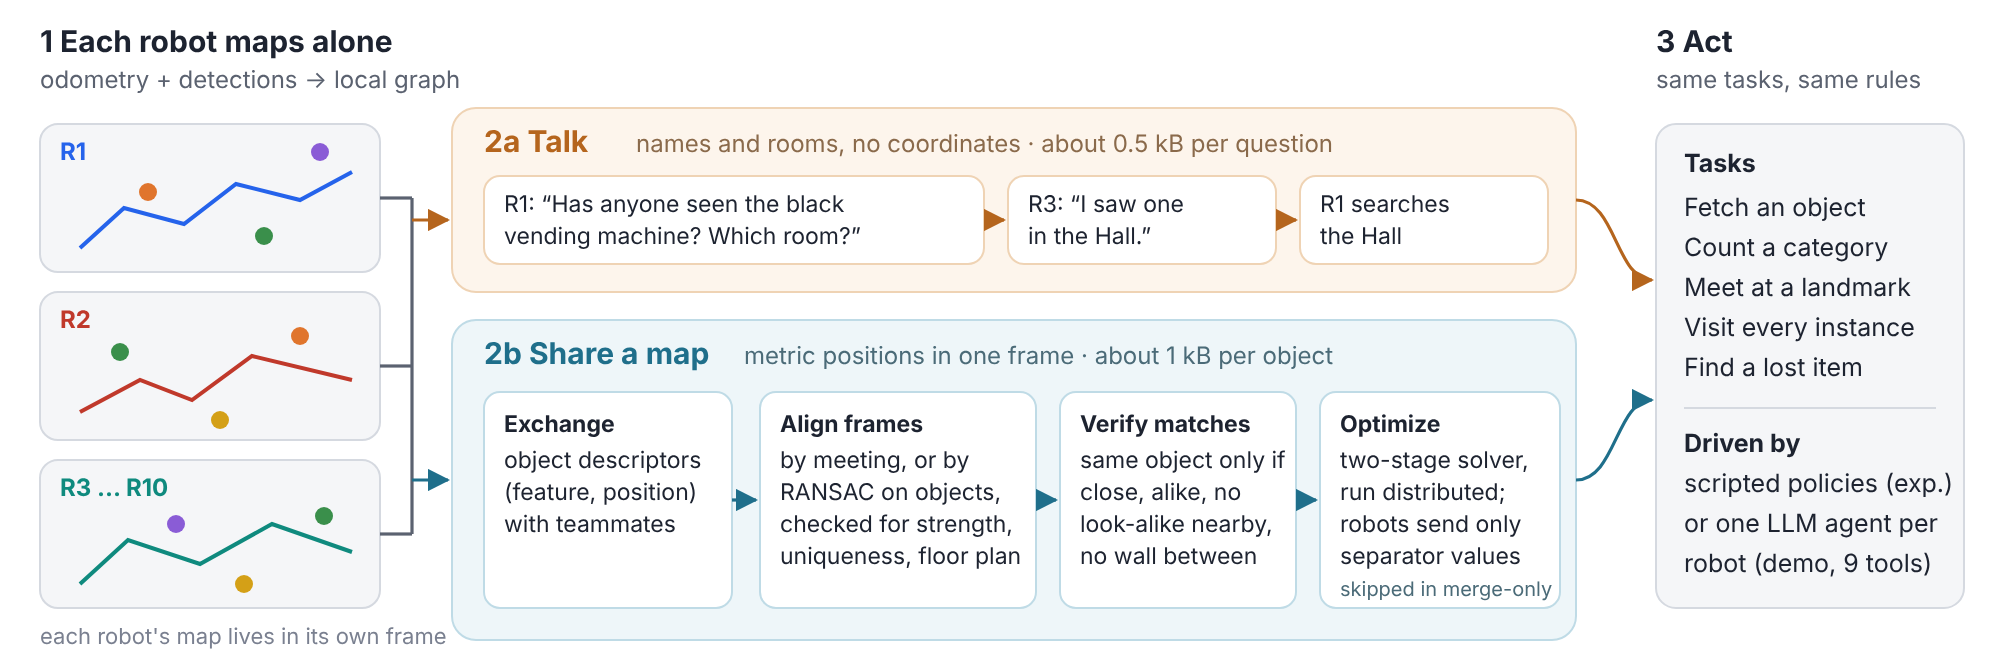 1 Each robot maps alone
odometry + detections → local graph
R1
R2
R3 ... R10
each robot's map lives in its own frame
2a Talk names and rooms, no coordinates · about 0.5 kB per question
R1: “Has anyone seen the black
vending machine? Which room?”
R3: “I saw one
in the Hall.”
R1 searches
the Hall
2b Share a map metric positions in one frame · about 1 kB per object
Exchange
object descriptors
(feature, position)
with teammates
Align frames
by meeting, or by
RANSAC on objects,
checked for strength,
uniqueness, floor plan
Verify matches
same object only if
close, alike, no
look-alike nearby,
no wall between
Optimize
two-stage solver,
run distributed;
robots send only
separator values
skipped in merge-only
3 Act
same tasks, same rules
Tasks
Fetch an object
Count a category
Meet at a landmark
Visit every instance
Find a lost item
Driven by
scripted policies (exp.)
or one LLM agent per
robot (demo, 9 tools)